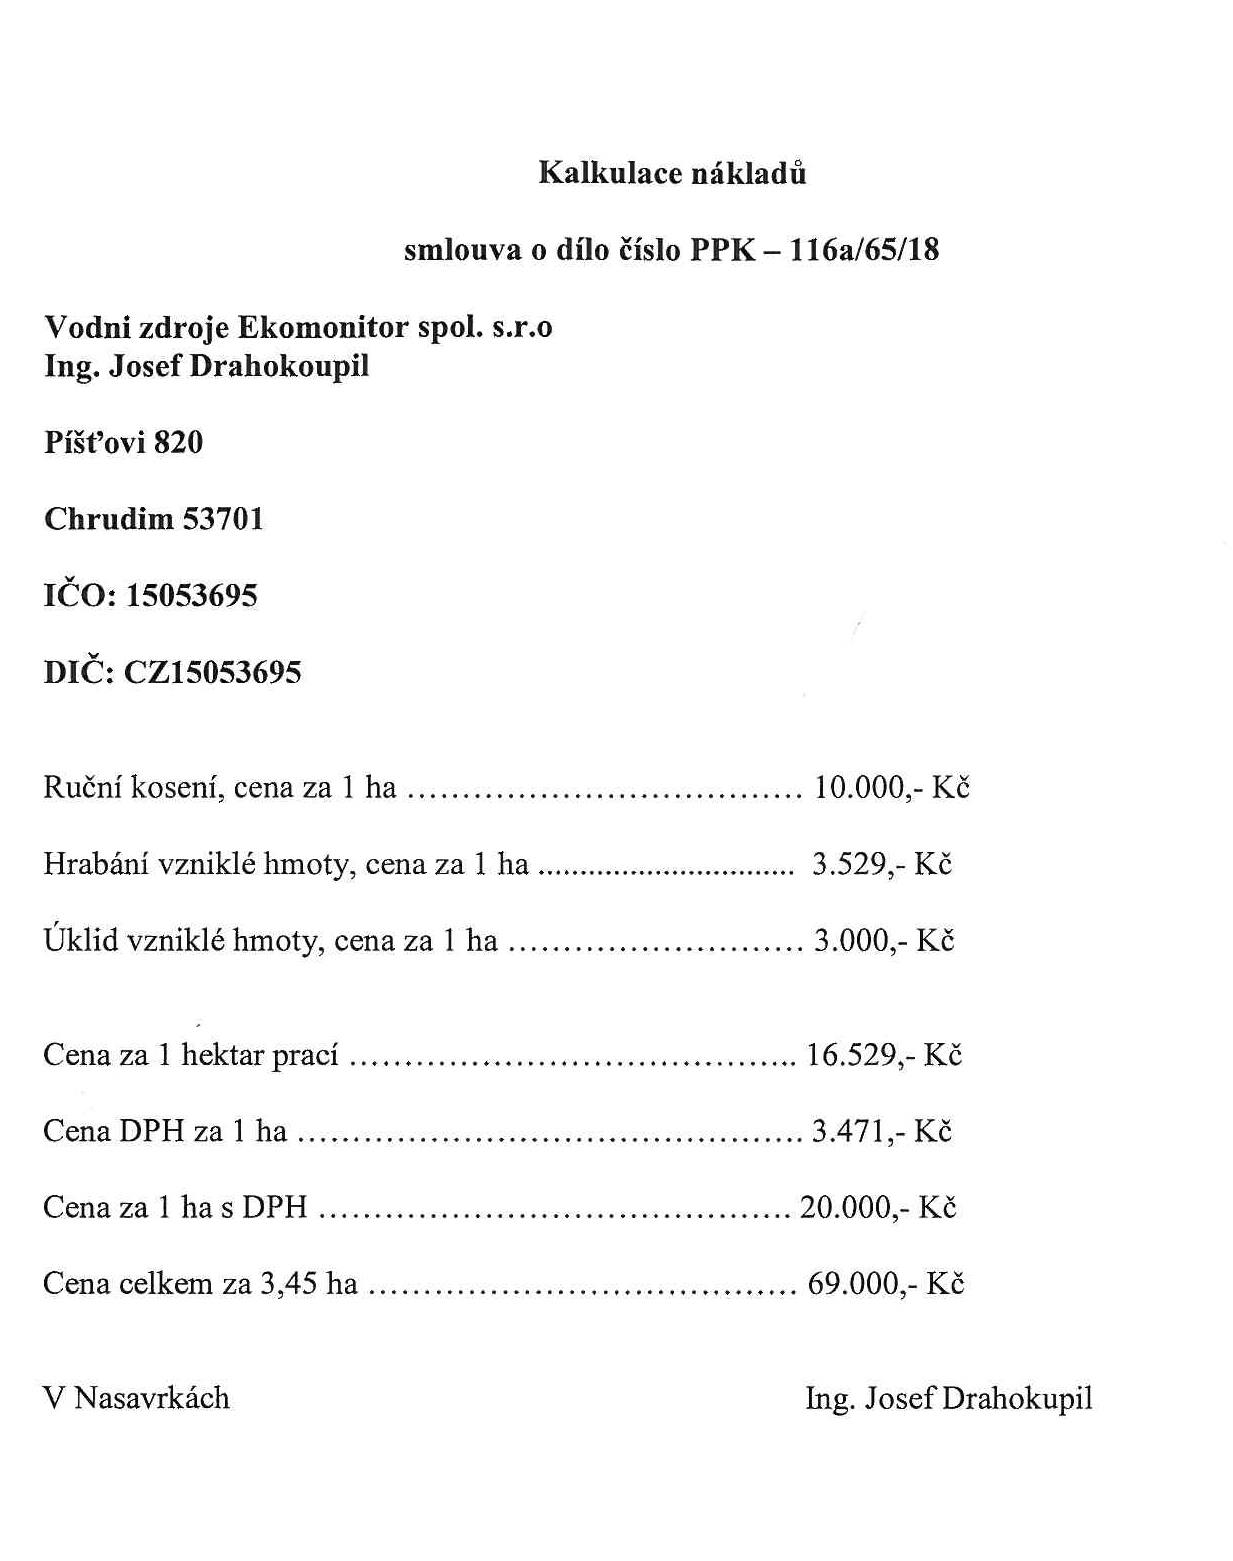 Kalkulace nákladů
smlouva o dílo číslo PPK – 116a/65/18
Vodni zdroje Ekomonitor spol. s.r.o
Ing. Josef Drahokoupil
Píšťovi 820
Chrudim 53701
IČO: 15053695
DIČ: CZ15053695
Ruční kosení, cena za 1 ha .................................... 10.000,- Kč
Hrabání vzniklé hmoty, cena za 1 ha ............................... 3.529,- Kč
Úklid vzniklé hmoty, cena za 1 ha ........................... 3.000,- Kč
Cena za 1 hektar prací ......................................... 16.529,- Kč
Cena DPH za 1 ha .............................................. 3.471,- Kč
Cena za 1 ha s DPH ........................................... 20.000,- Kč
Cena celkem za 3,45 ha ....................................... 69.000,- Kč
V Nasavrkách Ing. Josef Drahokupil